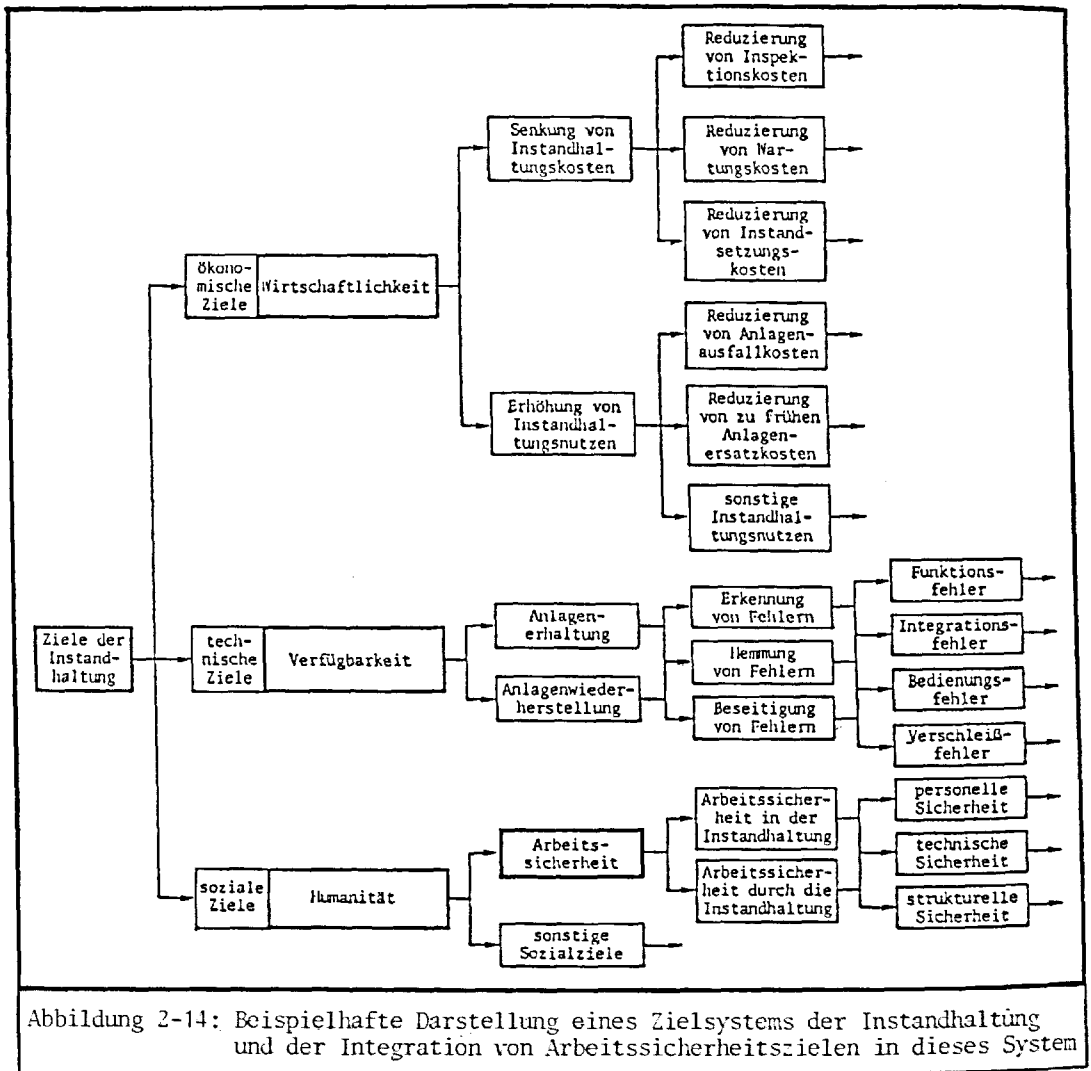 Reduzierung
von Inspek-
tionskosten
Senkung von
Instandhal-
tungskosten
Reduzierung
von War-
tungskosten
Reduzierung
von Instand-
setzungs-
kosten
ökono-
mische
Ziele
Wirtschaftlichkeit
Reduzierung
von Anlagen-
ausfallkosten
Erhöhung von
Instandhal-
tungsnutzen
Reduzierung
von zu frühen
Anlagen-
ersatzkosten
sonstige
Instandhal-
tungsnutzen
Ziele der
Instand-
haltung
tech-
nische
Ziele
Verfügbarkeit
Anlagen-
erhaltung
Anlagenwieder-
herstellung
Erkennung
von Fehlern
Hemmung
von Fehlern
Beseitigung
von Fehlern
Funktions-
fehler
Integrations-
fehler
Bedienungs-
fehler
Verschleiß-
fehler
soziale
Ziele
Humanität
Arbeits-
sicherheit
sonstige
Sozialziele
Arbeitssicher-
heit in der
Instandhaltung
Arbeitssicher-
heit durch die
Instandhaltung
personelle
Sicherheit
technische
Sicherheit
strukturelle
Sicherheit
Abbildung 2-14: Beispielhafte Darstellung eines Zielsystems der Instandhaltung
und der Integration von Arbeitssicherheitszielen in dieses System